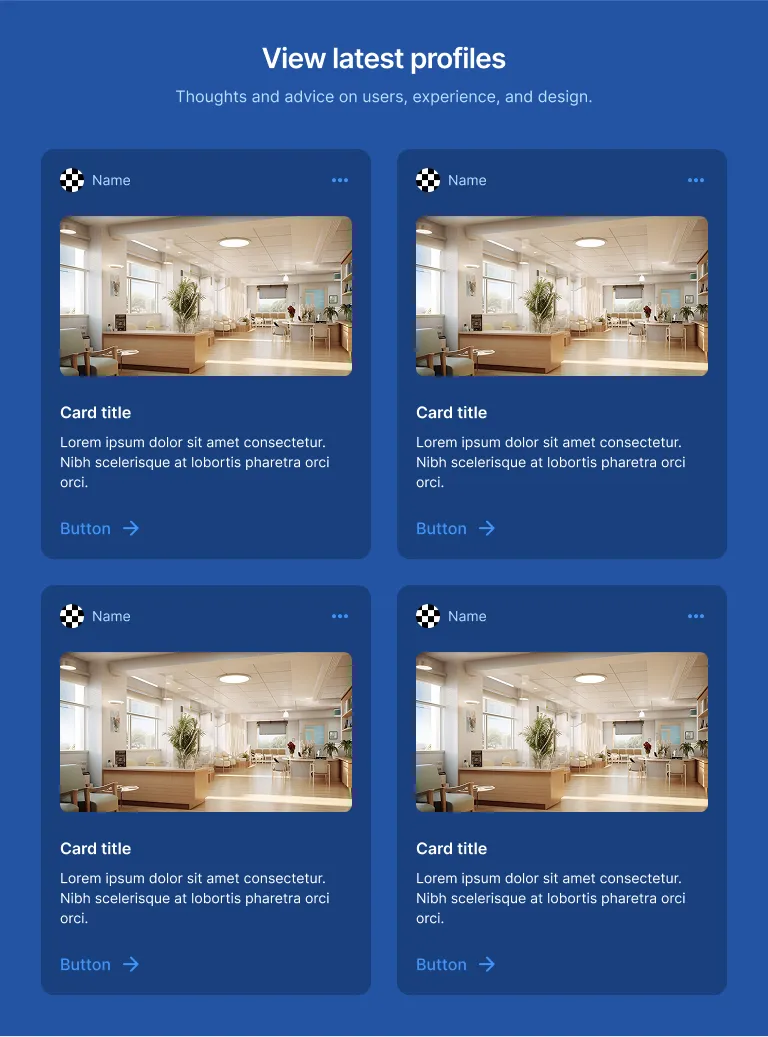 View latest profiles
Thoughts and advice on users, experience, and design.
Name
Card title
Lorem ipsum dolor sit amet consectetur.
Nibh scelerisque at lobortis pharetra orci
orci.
Button
Name
Card title
Lorem ipsum dolor sit amet consectetur.
Nibh scelerisque at lobortis pharetra orci
orci.
Button
Name
Card title
Lorem ipsum dolor sit amet consectetur.
Nibh scelerisque at lobortis pharetra orci
orci.
Button
Name
Card title
Lorem ipsum dolor sit amet consectetur.
Nibh scelerisque at lobortis pharetra orci
orci.
Button